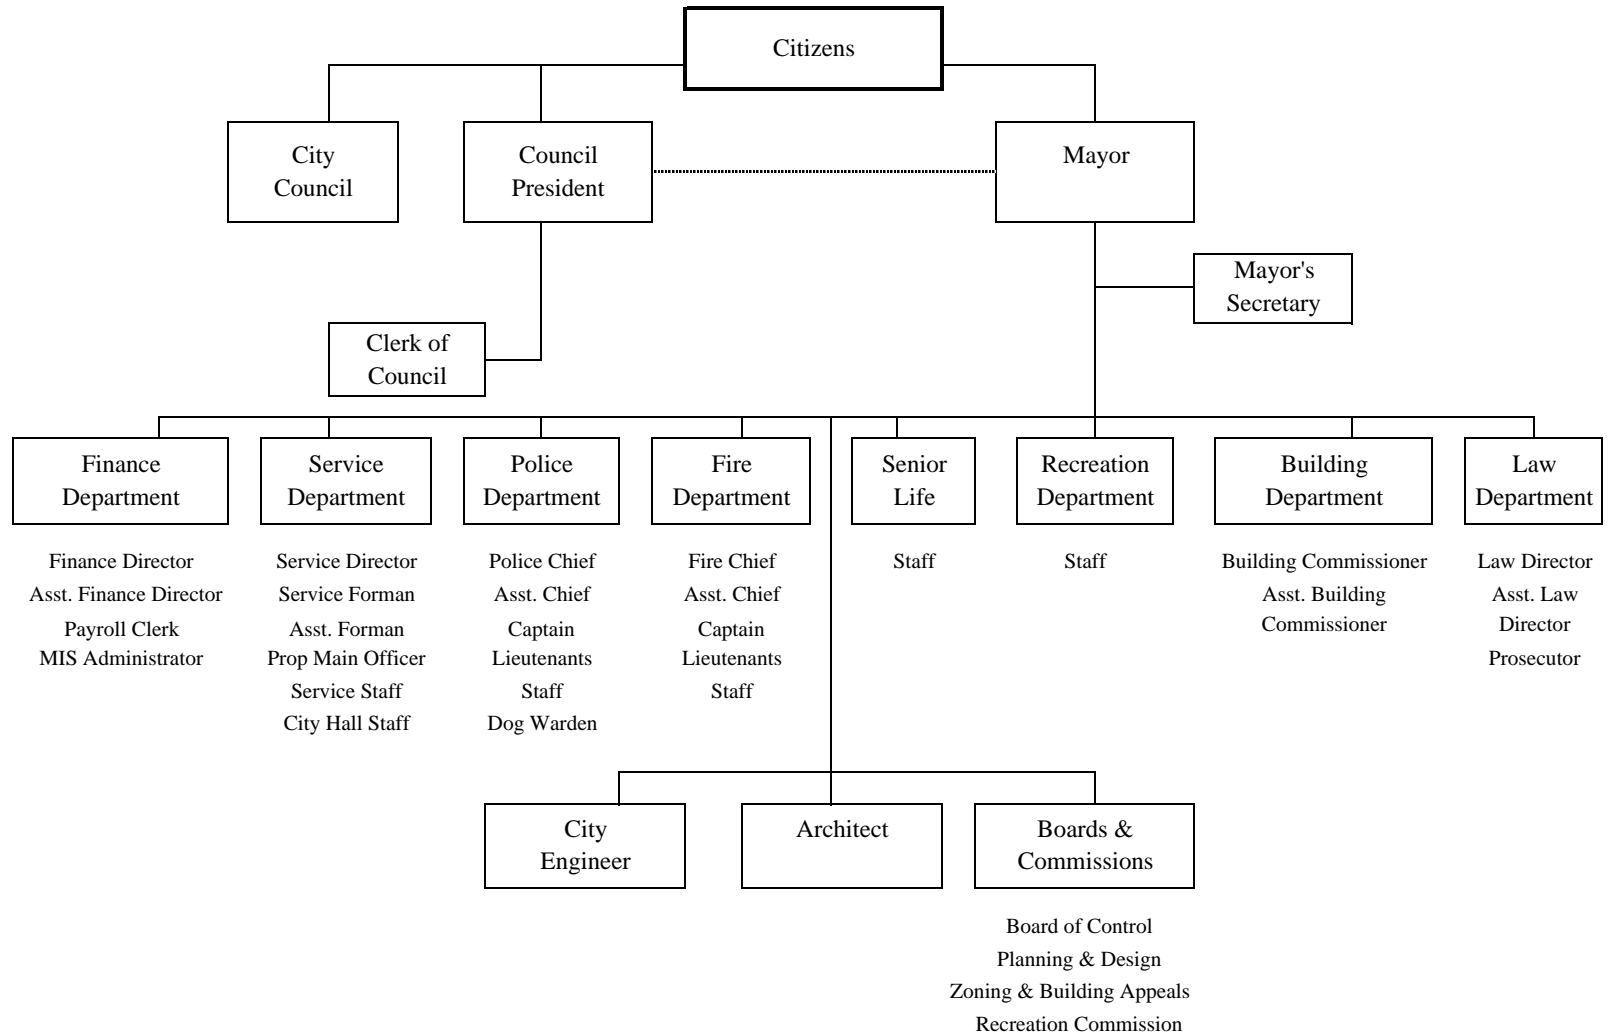 Citizens
City
Council
Council
President
Mayor
Mayor's
Secretary
Clerk of
Council
Finance
Department
Service
Department
Police
Department
Fire
Department
Senior
Life
Recreation
Department
Building
Department
Law
Department
Finance Director
Asst. Finance Director
Payroll Clerk
MIS Administrator
Service Director
Service Forman
Asst. Forman
Prop Main Officer
Service Staff
City Hall Staff
Police Chief
Asst. Chief
Captain
Lieutenants
Staff
Dog Warden
Fire Chief
Asst. Chief
Captain
Lieutenants
Staff
Staff
Staff
Building Commissioner
Asst. Building
Commissioner
Law Director
Asst. Law
Director
Prosecutor
City
Engineer
Architect
Boards &
Commissions
Board of Control
Planning & Design
Zoning & Building Appeals
Recreation Commission